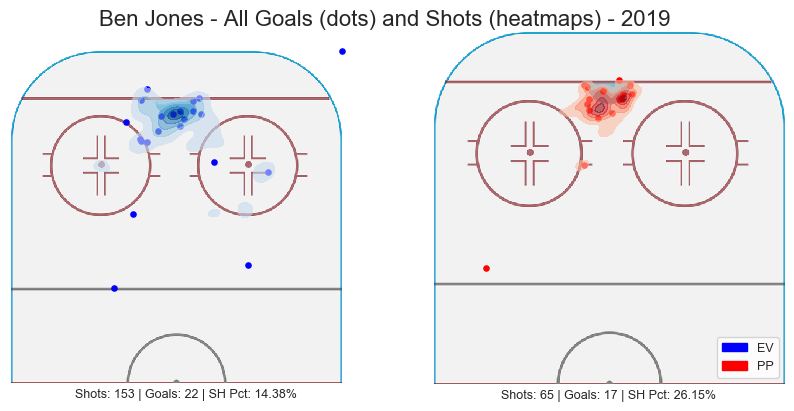 Ben Jones - All Goals (dots) and Shots (heatmaps) - 2019
EV
PP
Shots: 153 | Goals: 22 | SH Pct: 14.38%
Shots: 65 | Goals: 17 | SH Pct: 26.15%